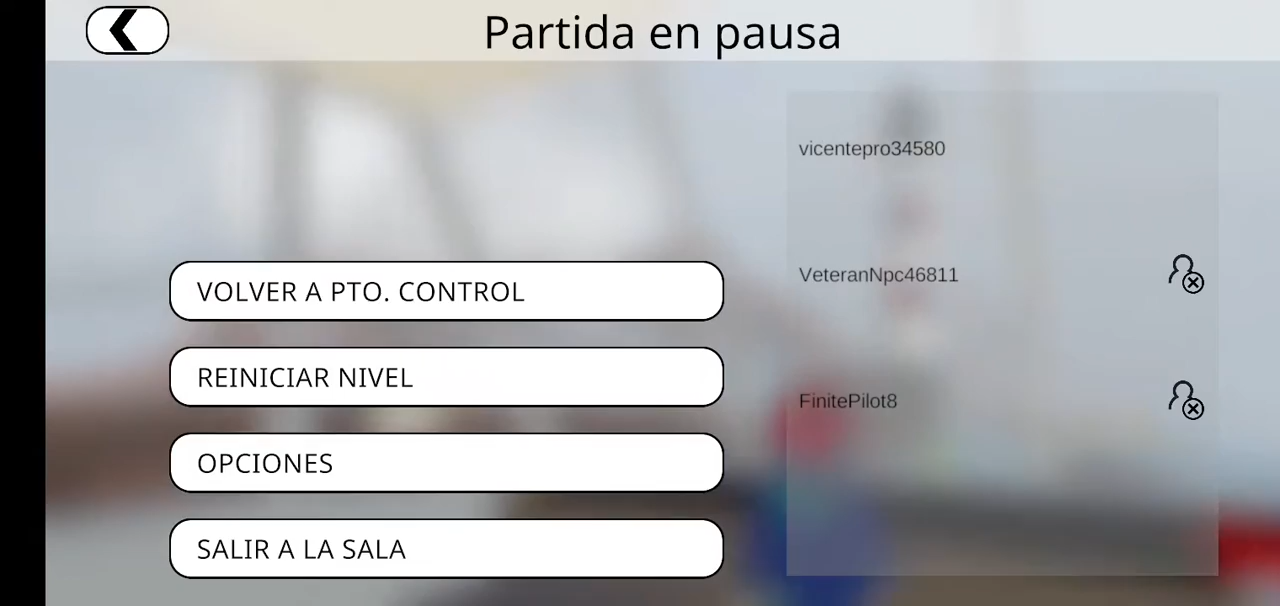 Partida en pausa
VOLVER A PTO. CONTROL
REINICIAR NIVEL
OPCIONES
SALIR A LA SALA
vicentepro34580
VeteranNpc46811
FinitePilot8